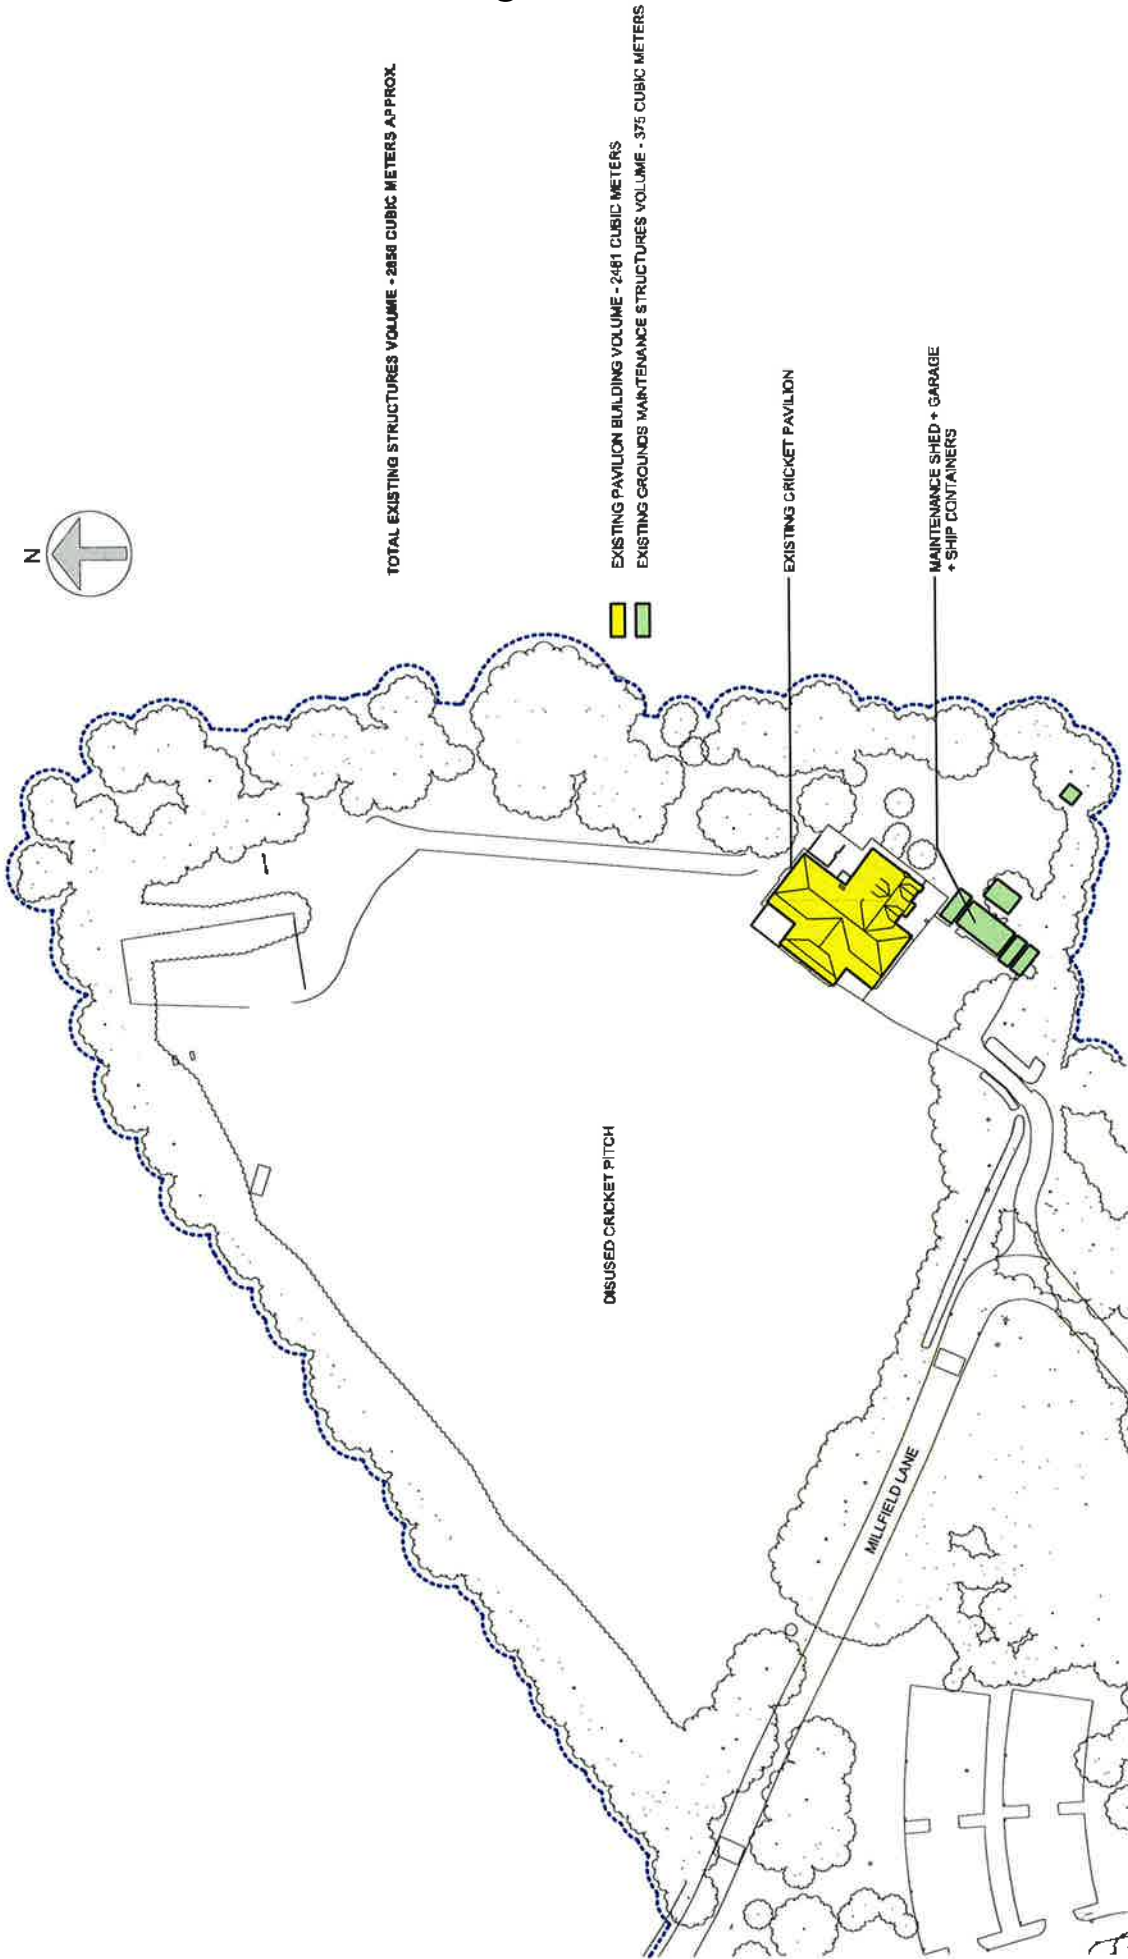 N
TOTAL EXISTING STRUCTURES VOLUME - 2856 CUBIC METERS APPROX.
EXISTING PAVILION BUILDING VOLUME - 2481 CUBIC METERS
EXISTING GROUNDS MAINTENANCE STRUCTURES VOLUME - 375 CUBIC METERS
EXISTING CRICKET PAVILION
MAINTENANCE SHED + GARAGE
+ SHIP CONTAINERS
DISUSED CRICKET PITCH
MILLFIELD LANE